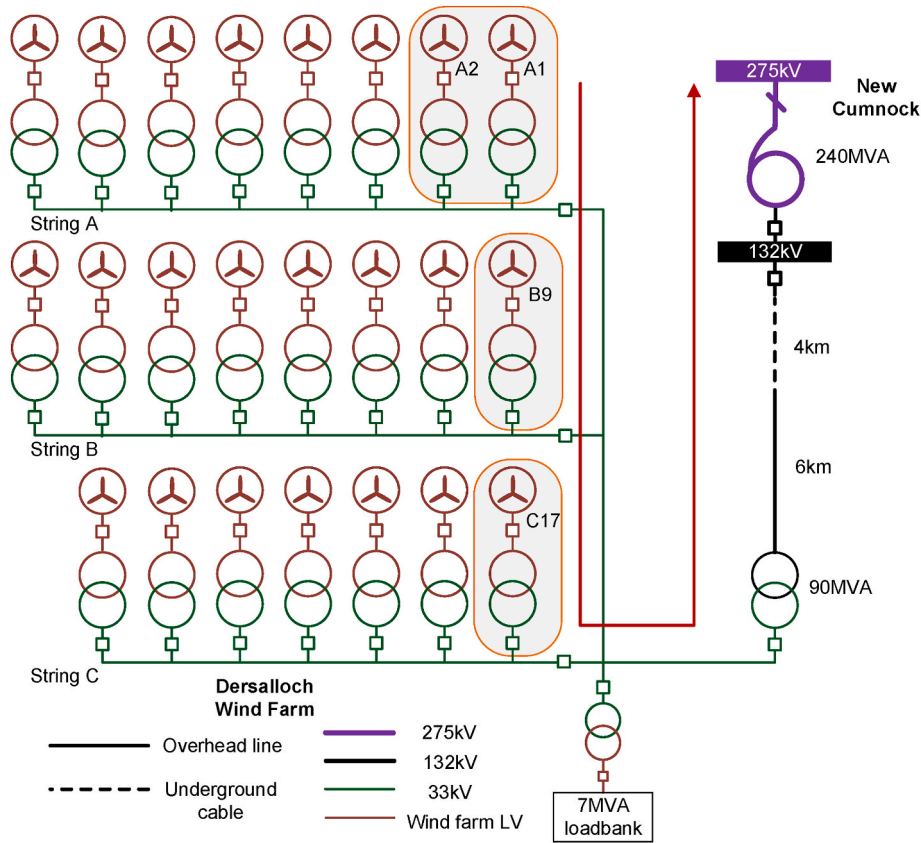 A2
A1
String A
B9
String B
C17
String C
Dersalloch
Wind Farm
275kV
New
Cumnock
240MVA
132kV
4km
6km
90MVA
7MVA
loadbank
Overhead line
Underground
cable
275kV
132kV
33kV
Wind farm LV